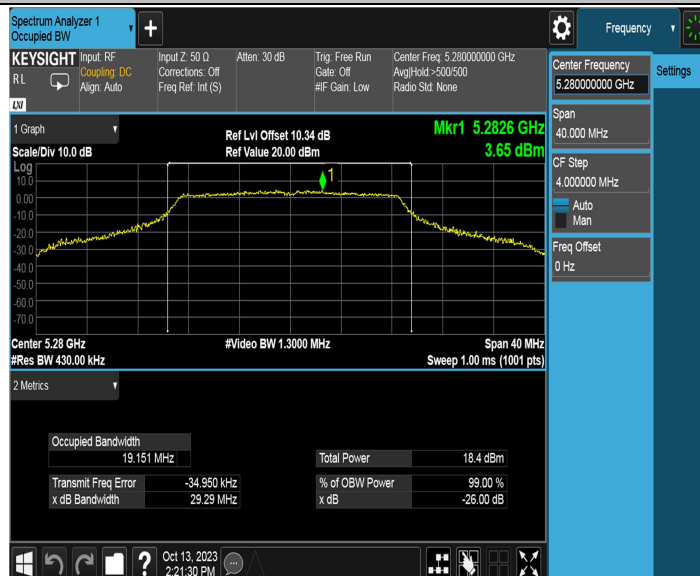 Spectrum Analyzer 1
Occupied BW
Frequency
KEYSIGHT
RL
LXI
Input: RF
Coupling: DC
Align: Auto
Input Z: 50 Ω
Corrections: Off
Freq Ref: Int (S)
Atten: 30 dB
Trig: Free Run
Gate: Off
#IF Gain: Low
Center Freq: 5.280000000 GHz
Avg|Hold:>500/500
Radio Std: None
Center Frequency
5.280000000 GHz
Settings
Span
40.000 MHz
CF Step
4.000000 MHz
Auto
Man
Freq Offset
0 Hz
1 Graph
Scale/Div 10.0 dB
Ref Lvl Offset 10.34 dB
Ref Value 20.00 dBm
Mkr1 5.2826 GHz
3.65 dBm
Log
10.0
0.00
-10.0
-20.0
-30.0
-40.0
-50.0
-60.0
-70.0
1
Center 5.28 GHz
#Res BW 430.00 kHz
#Video BW 1.3000 MHz
Span 40 MHz
Sweep 1.00 ms (1001 pts)
2 Metrics
Occupied Bandwidth
19.151 MHz
Total Power 18.4 dBm
Transmit Freq Error -34.950 kHz
% of OBW Power 99.00 %
x dB Bandwidth 29.29 MHz
x dB -26.00 dB
?
Oct 13, 2023
2:21:30 PM